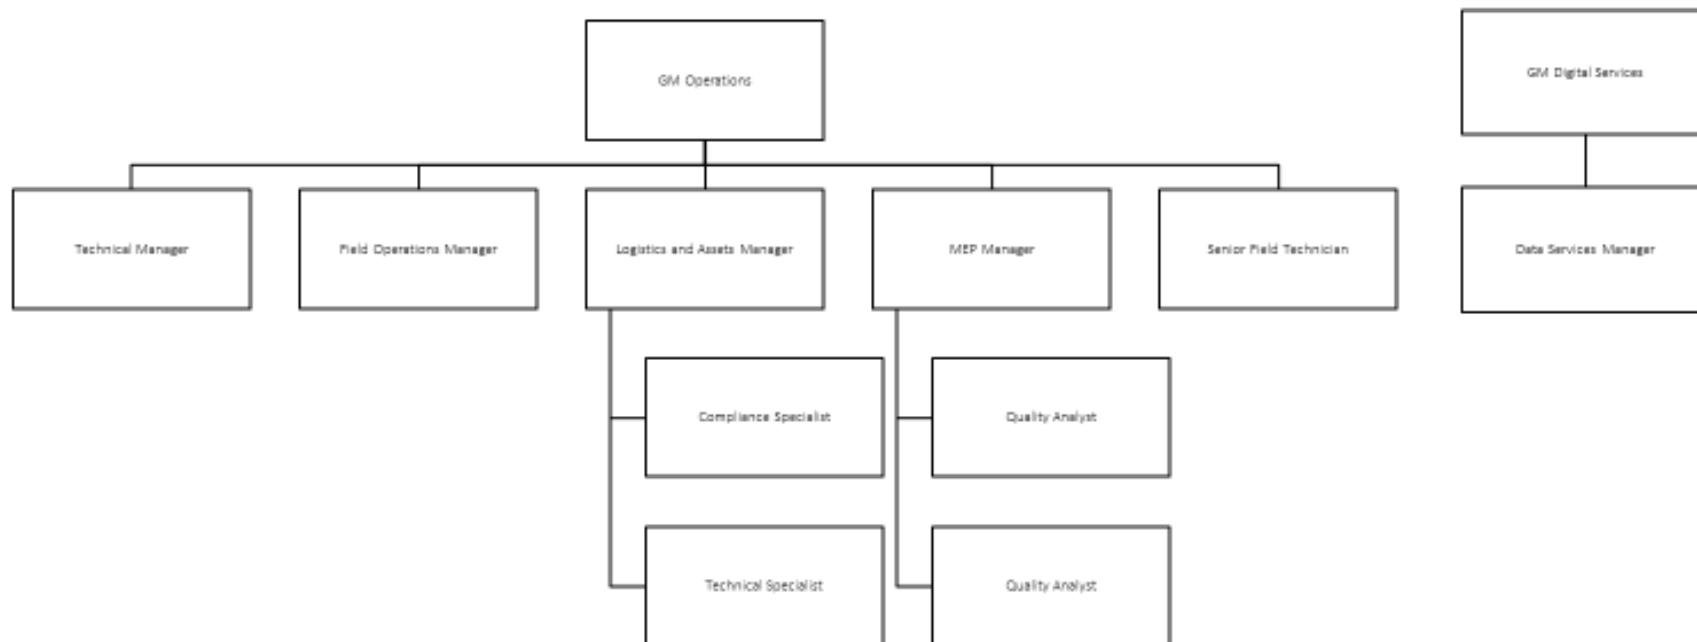 GM Operations
GM Digital Services
Technical Manager
Field Operations Manager
Logistics and Assets Manager
MEP Manager
Senior Field Technician
Data Services Manager
Compliance Specialist
Quality Analyst
Technical Specialist
Quality Analyst